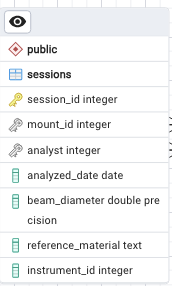 public
sessions
session_id integer
mount_id integer
analyst integer
analyzed_date date
beam_diameter double pre
cision
reference_material text
instrument_id integer